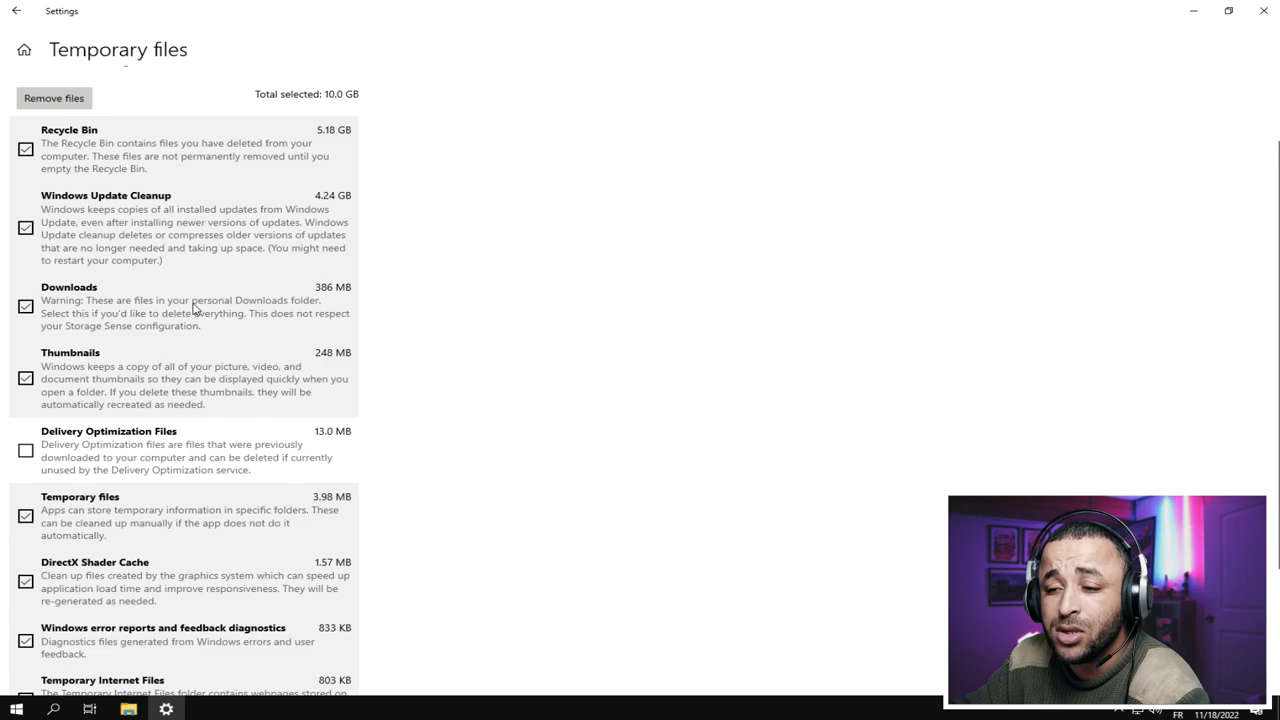 Settings
Temporary files
Remove files
Total selected: 10.0 GB
Recycle Bin 5.18 GB
The Recycle Bin contains files you have deleted from your
computer. These files are not permanently removed until you
empty the Recycle Bin.
Windows Update Cleanup 4.24 GB
Windows keeps copies of all installed updates from Windows
Update, even after installing newer versions of updates. Windows
Update cleanup deletes or compresses older versions of updates
that are no longer needed and taking up space. (You might need
to restart your computer.)
Downloads 386 MB
Warning: These are files in your personal Downloads folder.
Select this if you'd like to delete everything. This does not respect
your Storage Sense configuration.
Thumbnails 248 MB
Windows keeps a copy of all of your picture, video, and
document thumbnails so they can be displayed quickly when you
open a folder. If you delete these thumbnails, they will be
automatically recreated as needed.
Delivery Optimization Files 13.0 MB
Delivery Optimization files are files that were previously
downloaded to your computer and can be deleted if currently
unused by the Delivery Optimization service.
Temporary files 3.98 MB
Apps can store temporary information in specific folders. These
can be cleaned up manually if the app does not do it
automatically.
DirectX Shader Cache 1.57 MB
Clean up files created by the graphics system which can speed up
application load time and improve responsiveness. They will be
re-generated as needed.
Windows error reports and feedback diagnostics 833 KB
Diagnostics files generated from Windows errors and user
feedback.
Temporary Internet Files 803 KB
The Temporary Internet Files folder contains webpages stored on
FR 11/18/2022